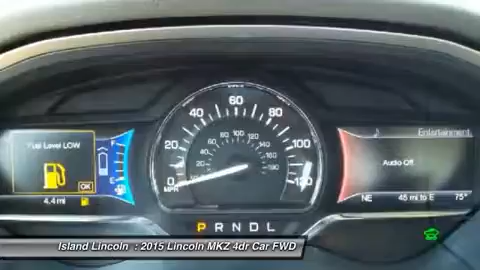 Fuel Level LOW
OK
4.4 mi
F
E
0 20 40 60 80 100 120
MPH
20 40 60 80 100 120 140 160 180
P R N D L
Entertainment
Audio Off
NE 45 mi to E 75°
Island Lincoln : 2015 Lincoln MKZ 4dr Car FWD